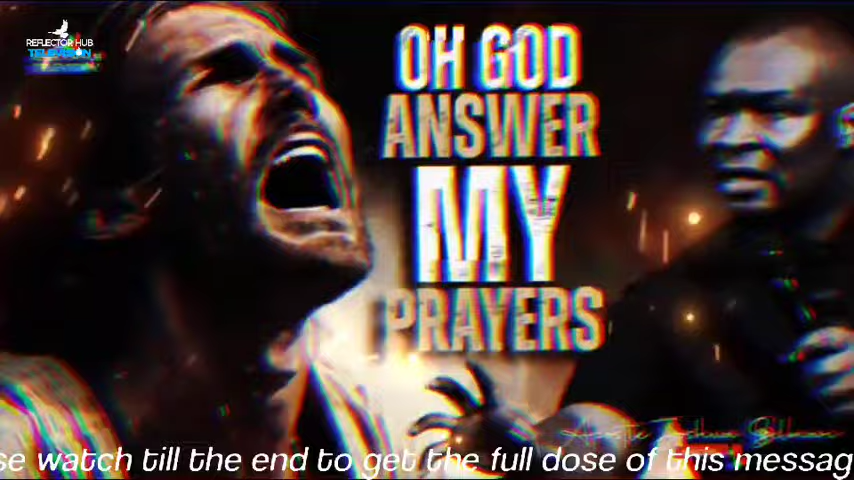 REFLECTOR HUB
TELEVISION
OH GOD
ANSWER
MY
PRAYERS
se watch till the end to get the full dose of this messag